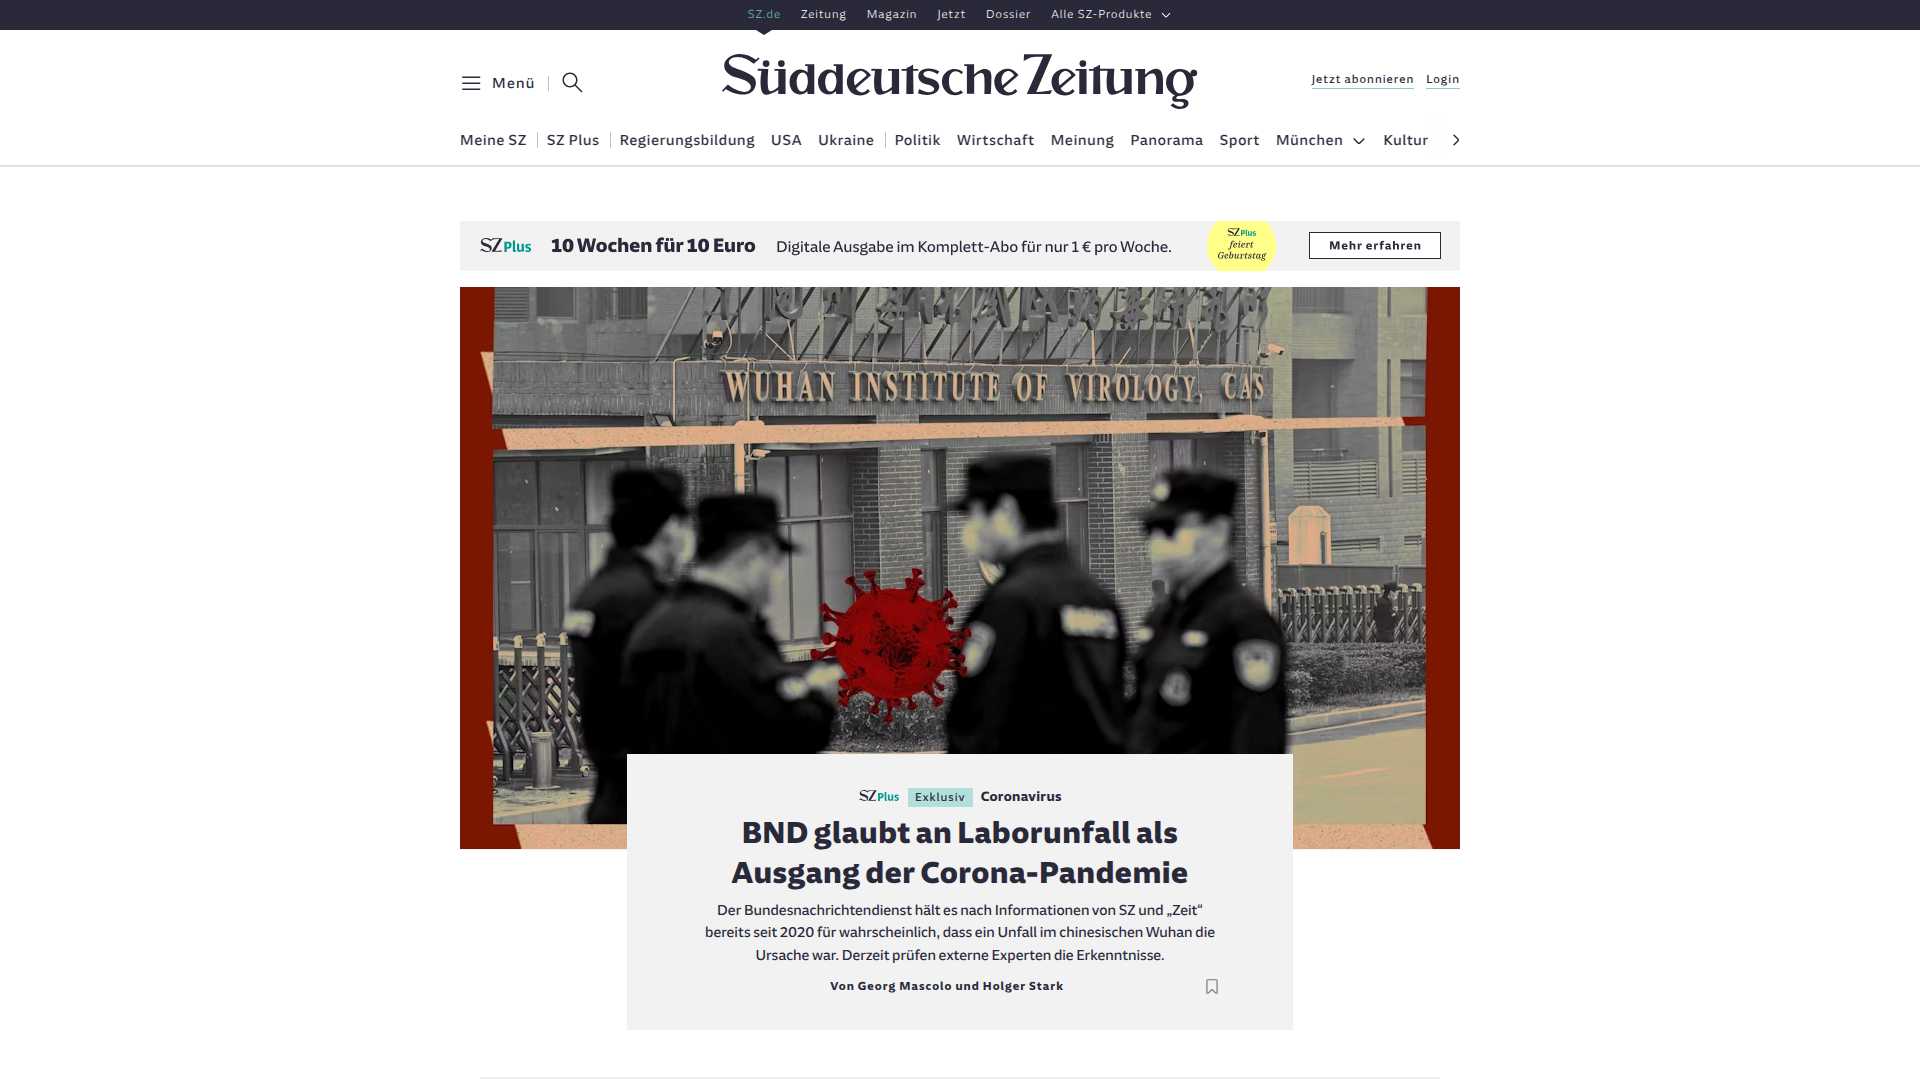 SZ.de Zeitung Magazin Jetzt Dossier Alle SZ-Produkte
Menü
Süddeutsche Zeitung
Jetzt abonnieren Login
Meine SZ SZ Plus Regierungsbildung USA Ukraine Politik Wirtschaft Meinung Panorama Sport München Kultur
SZ Plus 10 Wochen für 10 Euro Digitale Ausgabe im Komplett-Abo für nur 1 € pro Woche.
SZ Plus
feiert
Geburtstag
Mehr erfahren
WUHAN INSTITUTE OF VIROLOGY, CAS
SZ Plus Exklusiv Coronavirus
BND glaubt an Laborunfall als
Ausgang der Corona-Pandemie
Der Bundesnachrichtendienst hält es nach Informationen von SZ und „Zeit“
bereits seit 2020 für wahrscheinlich, dass ein Unfall im chinesischen Wuhan die
Ursache war. Derzeit prüfen externe Experten die Erkenntnisse.
Von Georg Mascolo und Holger Stark